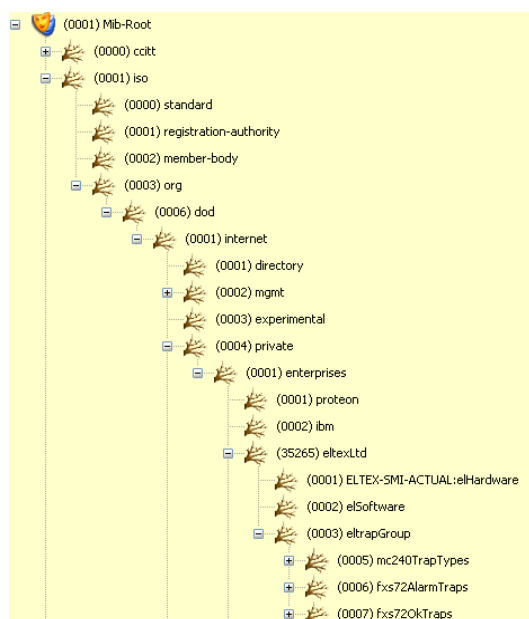 (0001) Mib-Root
(0000) ccitt
(0001) iso
(0000) standard
(0001) registration-authority
(0002) member-body
(0003) org
(0006) dod
(0001) internet
(0001) directory
(0002) mgmt
(0003) experimental
(0004) private
(0001) enterprises
(0001) proteon
(0002) ibm
(35265) eltexLtd
(0001) ELTEX-SMI-ACTUAL:elHardware
(0002) elSoftware
(0003) eltrapGroup
(0005) mc240TrapTypes
(0006) fxs72AlarmTraps
(0007) fxs72OkTraps